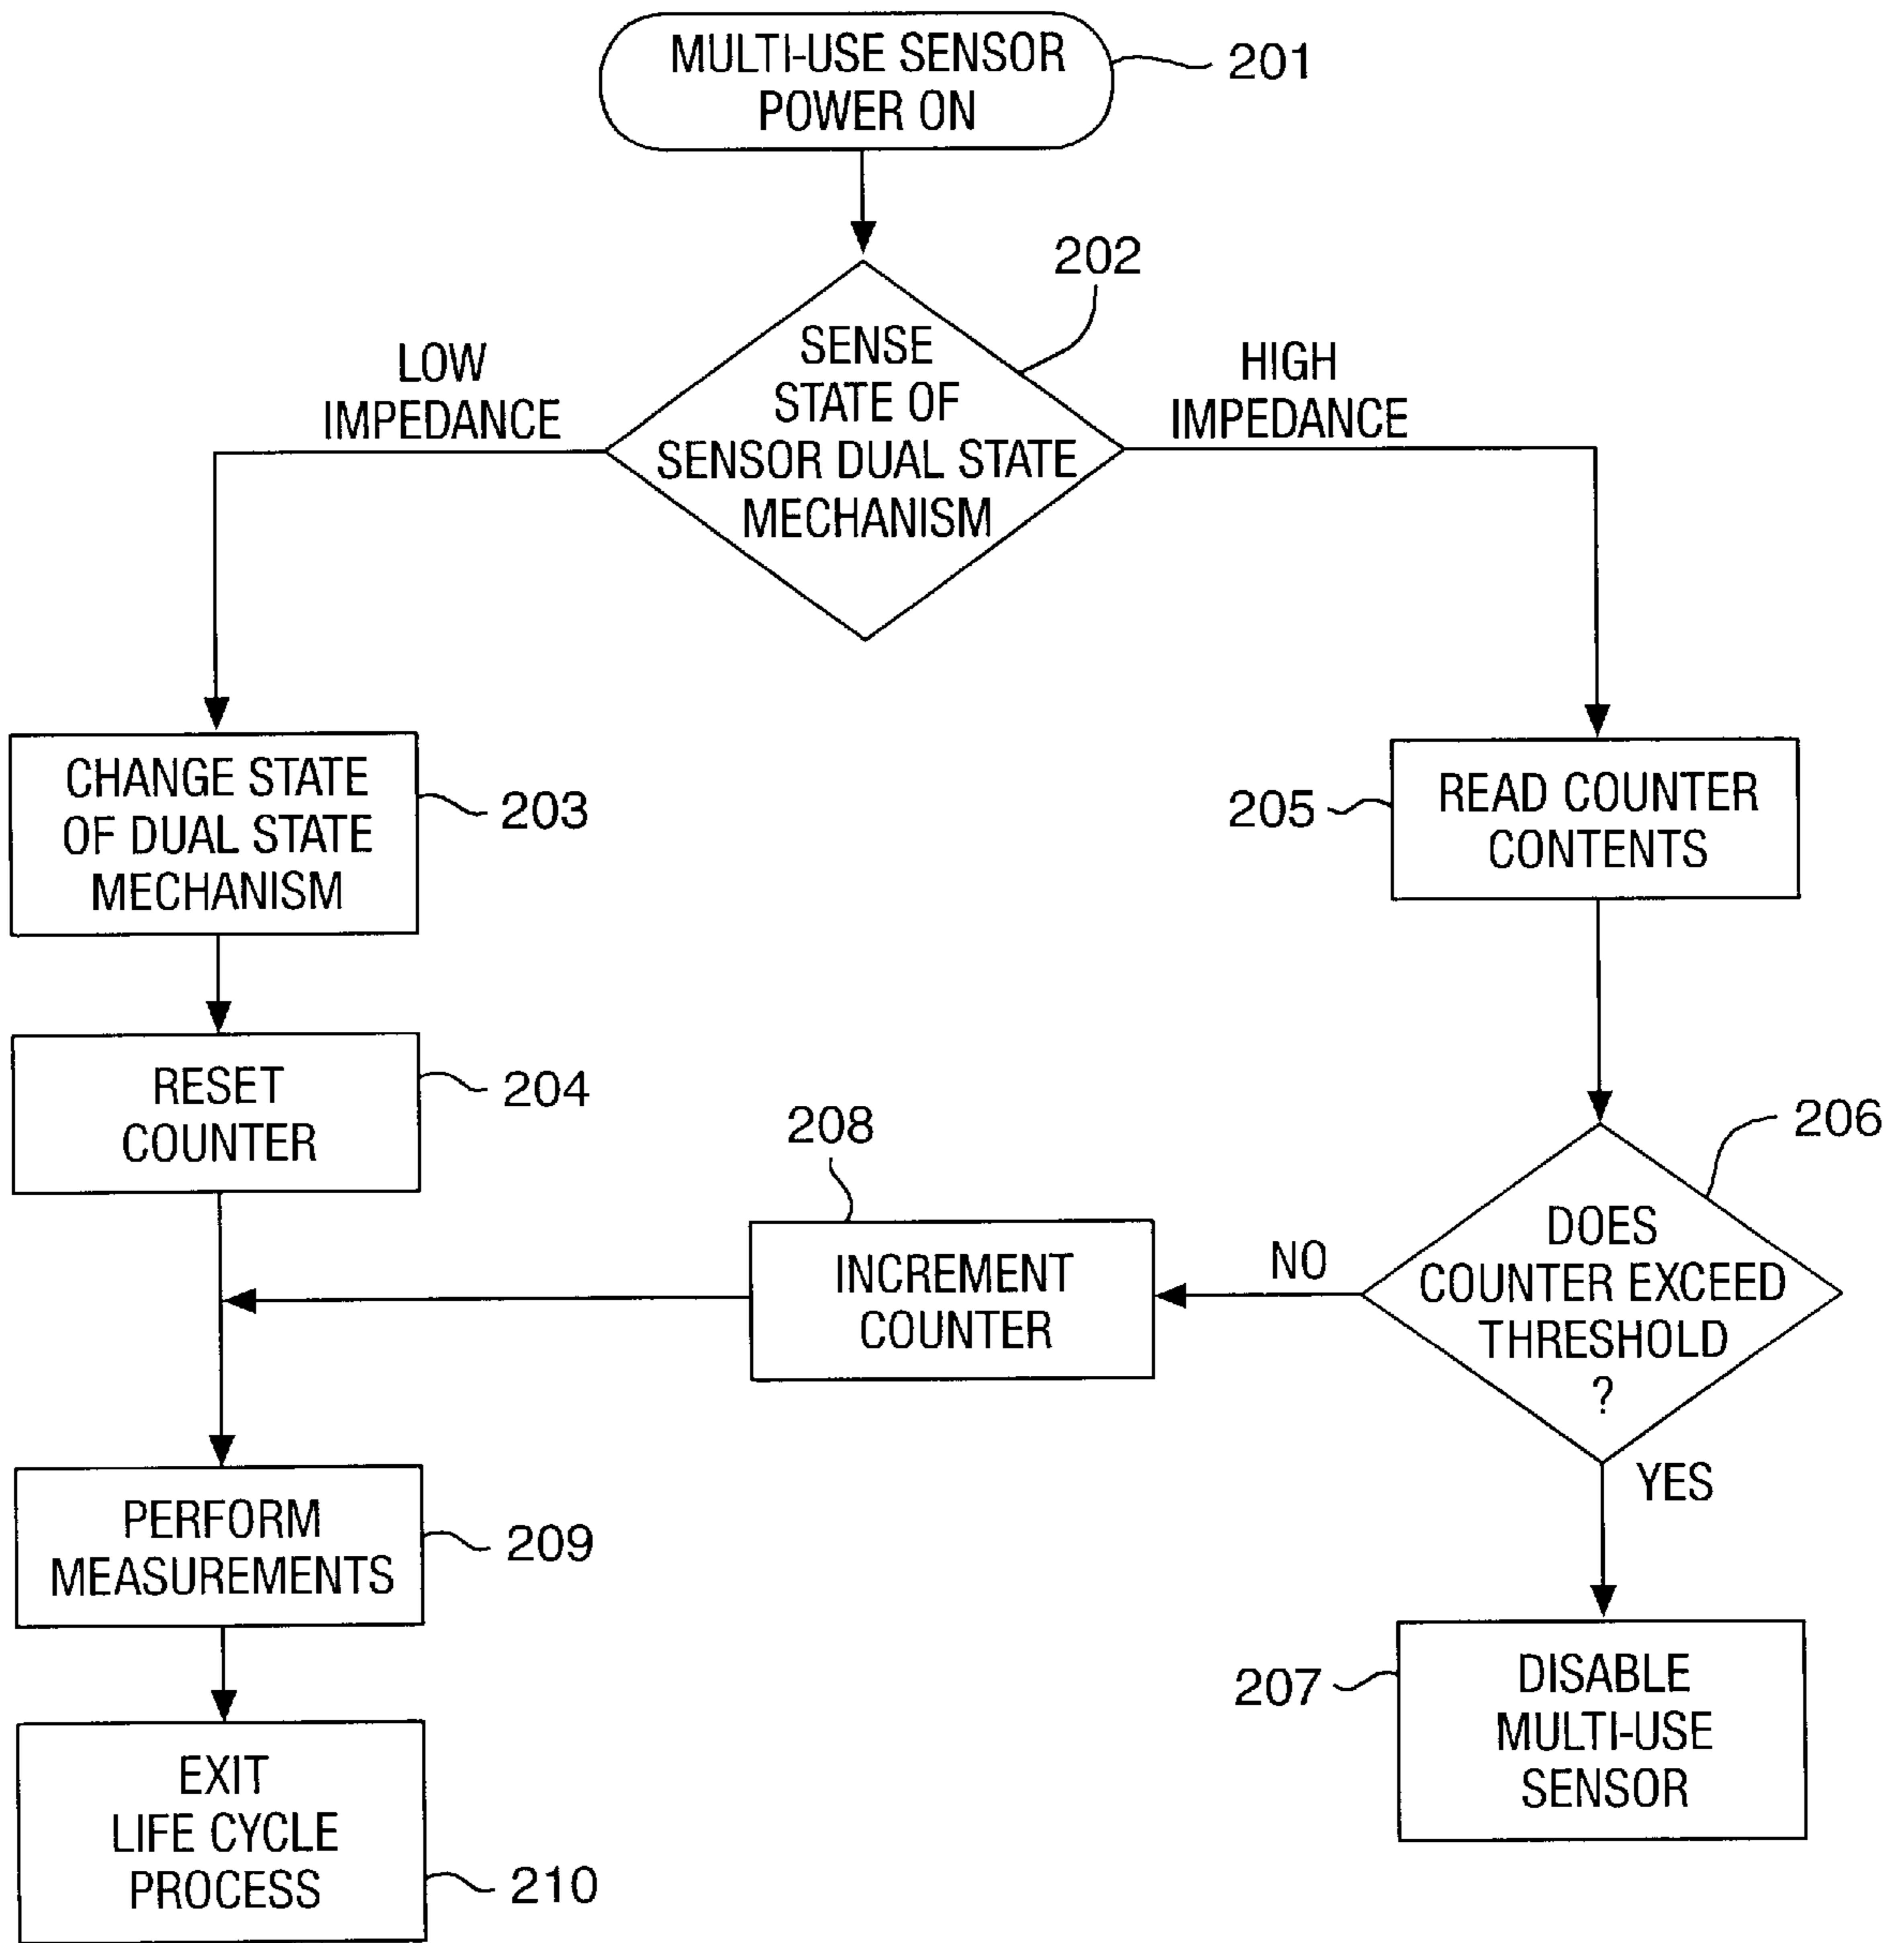 MULTI-USE SENSOR
POWER ON
201
202
SENSE
STATE OF
SENSOR DUAL STATE
MECHANISM
LOW
IMPEDANCE
HIGH
IMPEDANCE
CHANGE STATE
OF DUAL STATE
MECHANISM
203
205
READ COUNTER
CONTENTS
RESET
COUNTER
204
208
INCREMENT
COUNTER
NO
206
DOES
COUNTER EXCEED
THRESHOLD
?
YES
PERFORM
MEASUREMENTS
209
207
DISABLE
MULTI-USE
SENSOR
EXIT
LIFE CYCLE
PROCESS
210